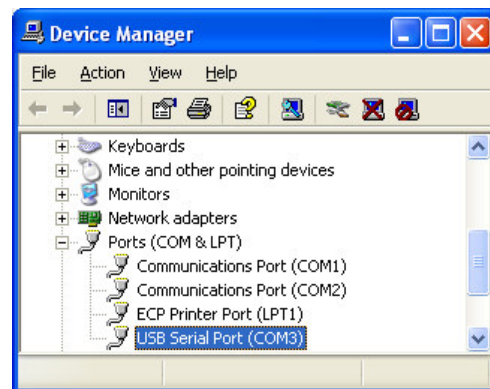 Device Manager
File Action View Help
Keyboards
Mice and other pointing devices
Monitors
Network adapters
Ports (COM & LPT)
Communications Port (COM1)
Communications Port (COM2)
ECP Printer Port (LPT1)
USB Serial Port (COM3)